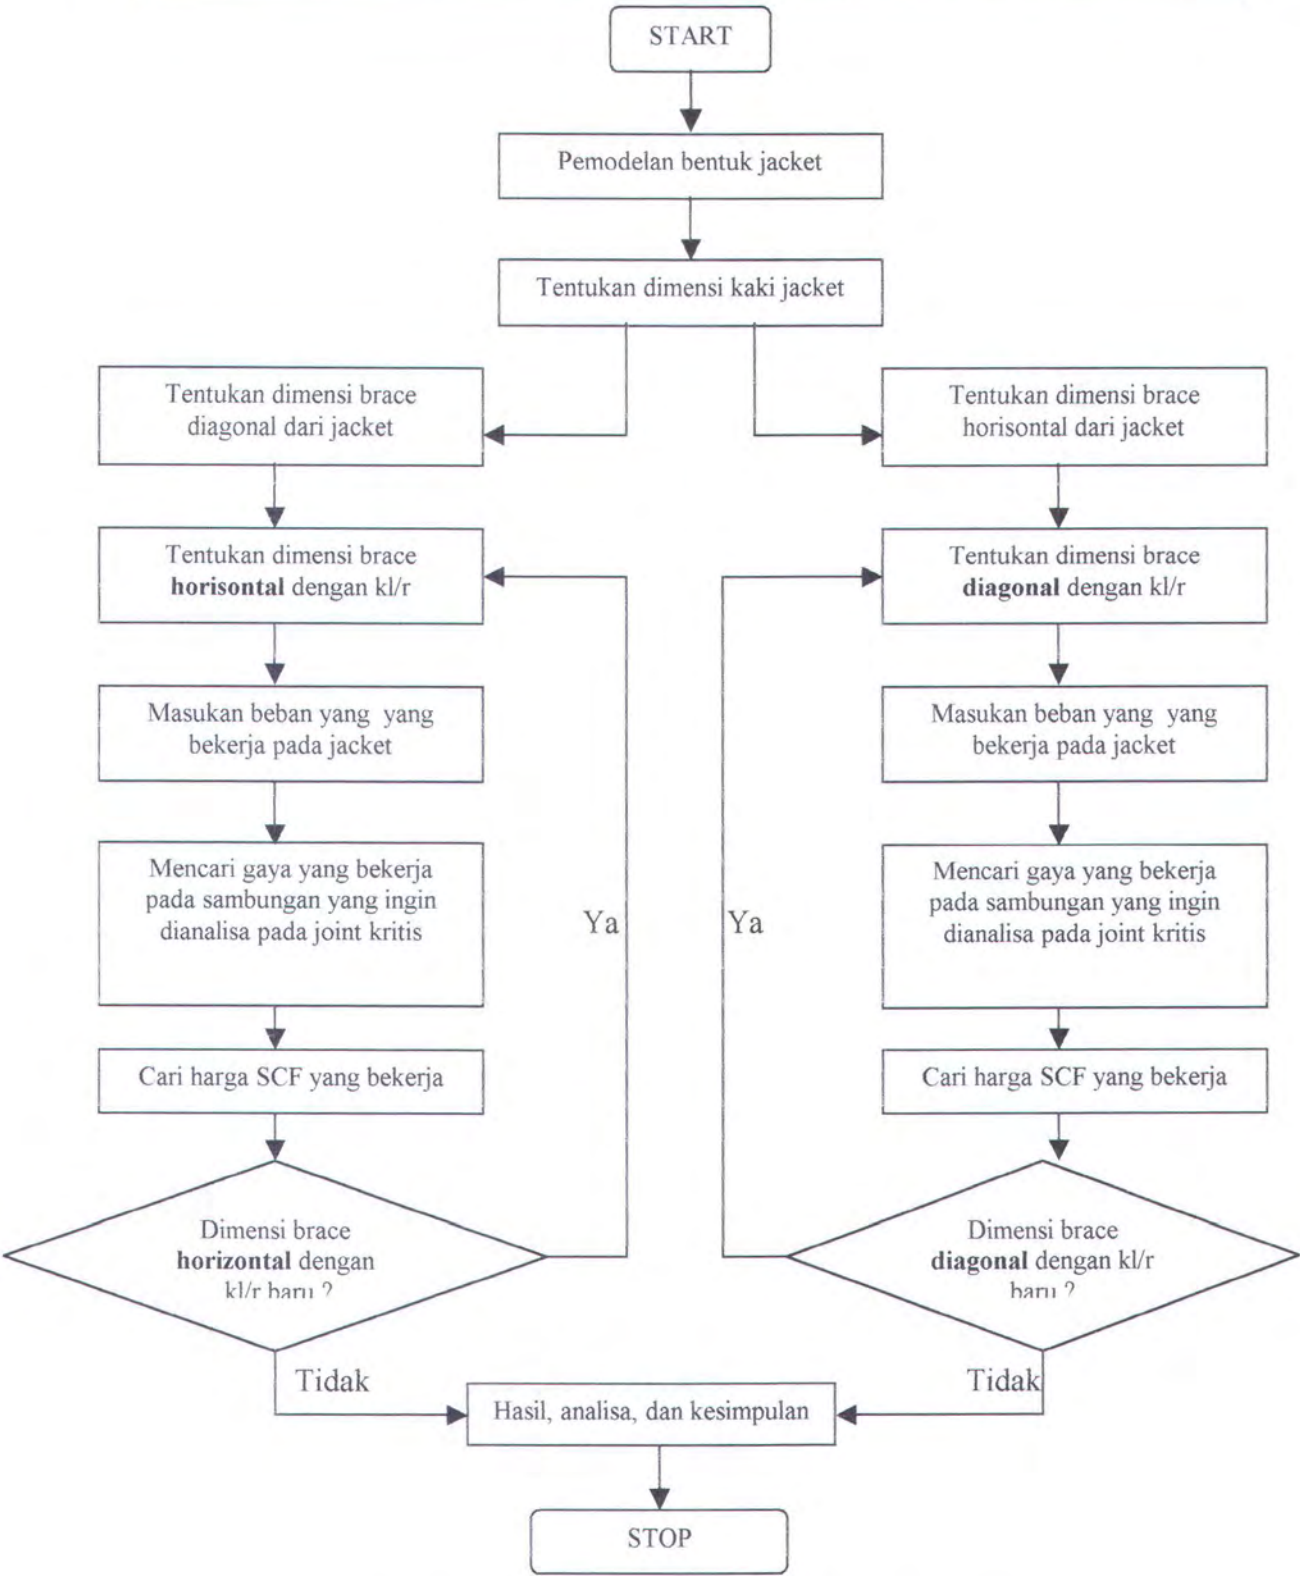 START
Pemodelan bentuk jacket
Tentukan dimensi kaki jacket
Tentukan dimensi brace
diagonal dari jacket
Tentukan dimensi brace
horisontal dengan kl/r
Masukan beban yang  yang
bekerja pada jacket
Mencari gaya yang bekerja
pada sambungan yang ingin
dianalisa pada joint kritis
Cari harga SCF yang bekerja
Dimensi brace
horizontal dengan
kl/r baru ?
Ya
Tidak
Tentukan dimensi brace
horisontal dari jacket
Tentukan dimensi brace
diagonal dengan kl/r
Masukan beban yang  yang
bekerja pada jacket
Mencari gaya yang bekerja
pada sambungan yang ingin
dianalisa pada joint kritis
Cari harga SCF yang bekerja
Dimensi brace
diagonal dengan kl/r
baru ?
Ya
Tidak
Hasil, analisa, dan kesimpulan
STOP